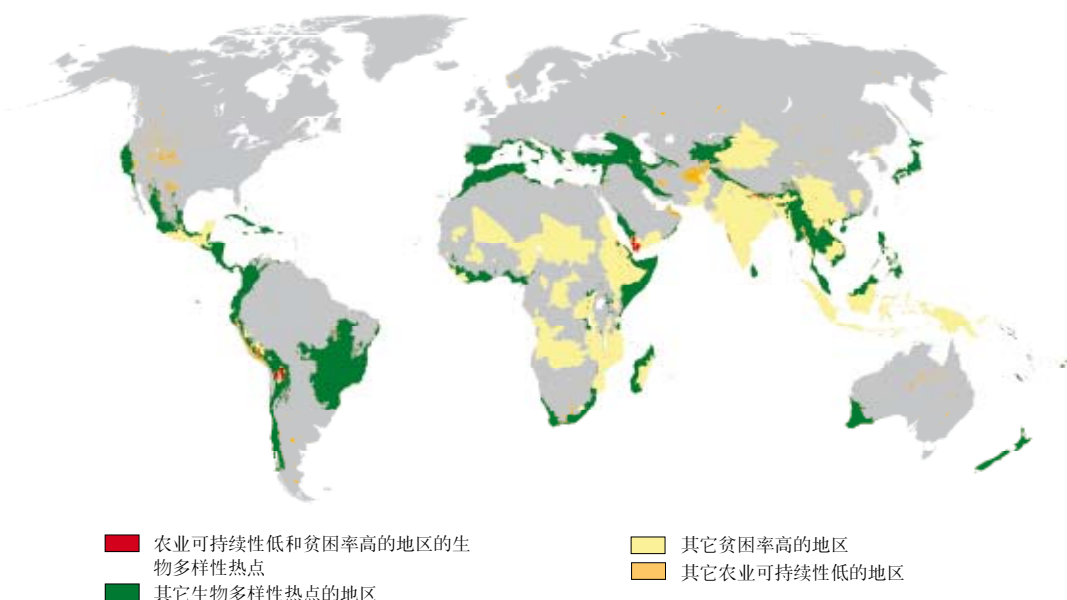 农业可持续性低和贫困率高的地区的生
物多样性热点
其它生物多样性热点的地区
其它贫困率高的地区
其它农业可持续性低的地区